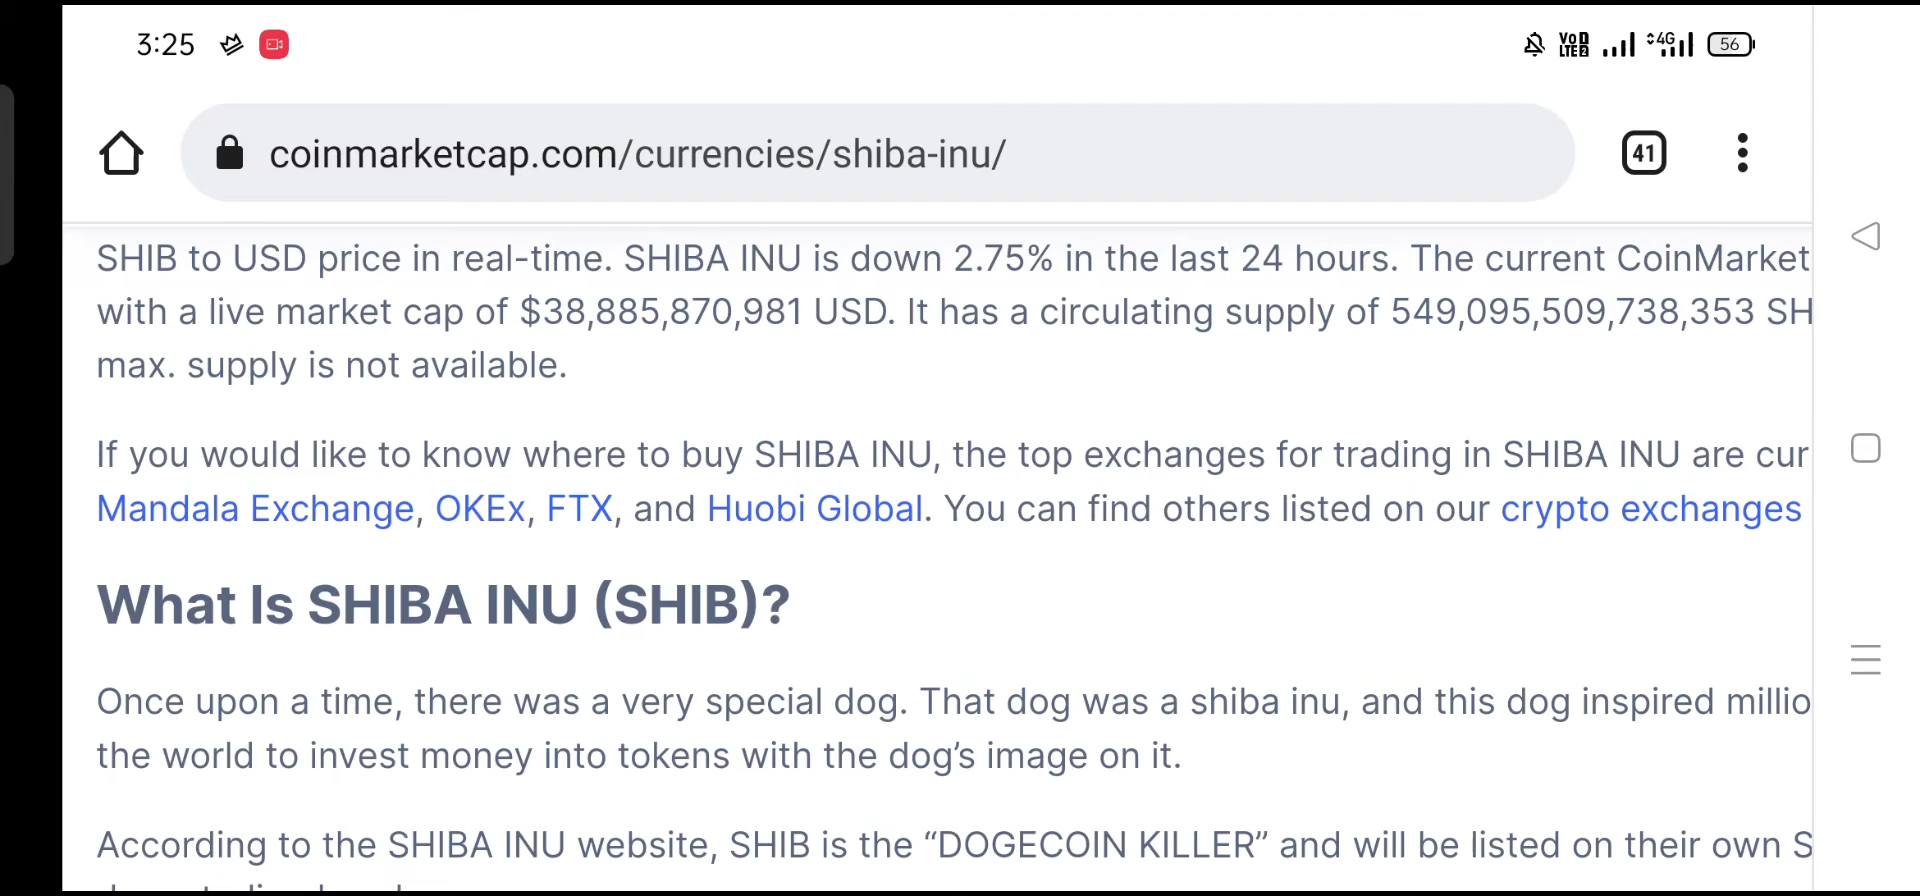 3:25
VoLTE 4G 56
coinmarketcap.com/currencies/shiba-inu/
41
SHIB to USD price in real-time. SHIBA INU is down 2.75% in the last 24 hours. The current CoinMarket
with a live market cap of $38,885,870,981 USD. It has a circulating supply of 549,095,509,738,353 SH
max. supply is not available.
If you would like to know where to buy SHIBA INU, the top exchanges for trading in SHIBA INU are cur
Mandala Exchange, OKEx, FTX, and Huobi Global. You can find others listed on our crypto exchanges
What Is SHIBA INU (SHIB)?
Once upon a time, there was a very special dog. That dog was a shiba inu, and this dog inspired millio
the world to invest money into tokens with the dog’s image on it.
According to the SHIBA INU website, SHIB is the “DOGECOIN KILLER” and will be listed on their own S